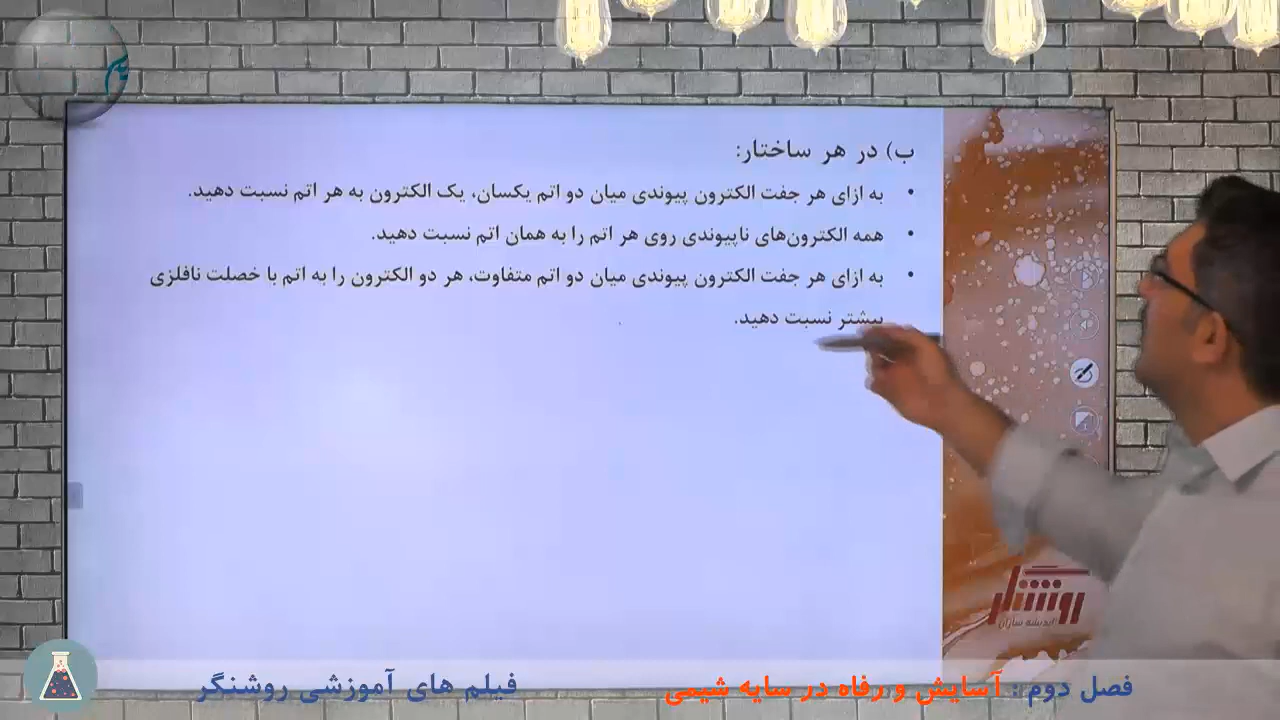 ب) در هر ساختار:
• به ازای هر جفت الکترون پیوندی میان دو اتم یکسان، یک الکترون به هر اتم نسبت دهید.
• همه الکترون‌های ناپیوندی روی هر اتم را به همان اتم نسبت دهید.
• به ازای هر جفت الکترون پیوندی میان دو اتم متفاوت، هر دو الکترون را به اتم با خصلت نافلزی
بیشتر نسبت دهید.
روشنگر
اندیشه سازان
فصل دوم : آسایش و رفاه در سایه شیمی
فیلم های آموزشی روشنگر